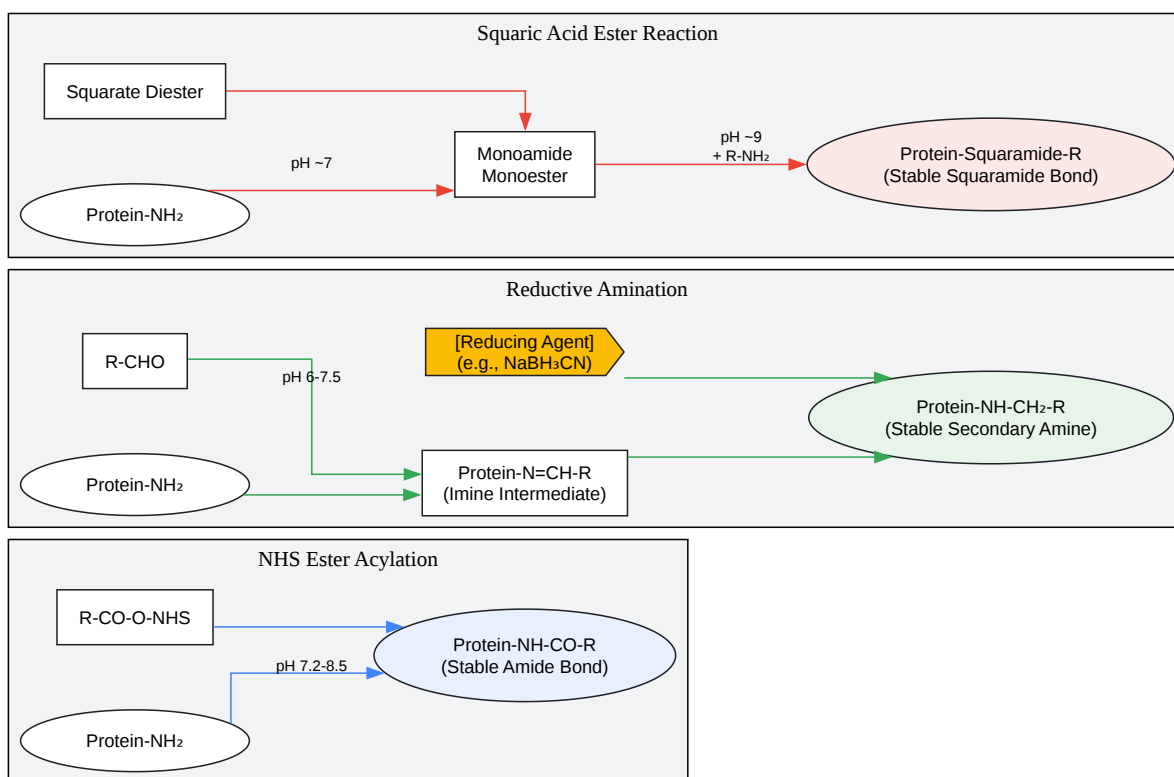 Squaric Acid Ester Reaction
Squarate Diester
pH ~7
Protein-NH₂
Monoamide
Monoester
pH ~9
+ R-NH₂
Protein-Squaramide-R
(Stable Squaramide Bond)
Reductive Amination
R-CHO
pH 6-7.5
Protein-NH₂
[Reducing Agent]
(e.g., NaBH₃CN)
Protein-N=CH-R
(Imine Intermediate)
Protein-NH-CH₂-R
(Stable Secondary Amine)
NHS Ester Acylation
R-CO-O-NHS
pH 7.2-8.5
Protein-NH₂
Protein-NH-CO-R
(Stable Amide Bond)